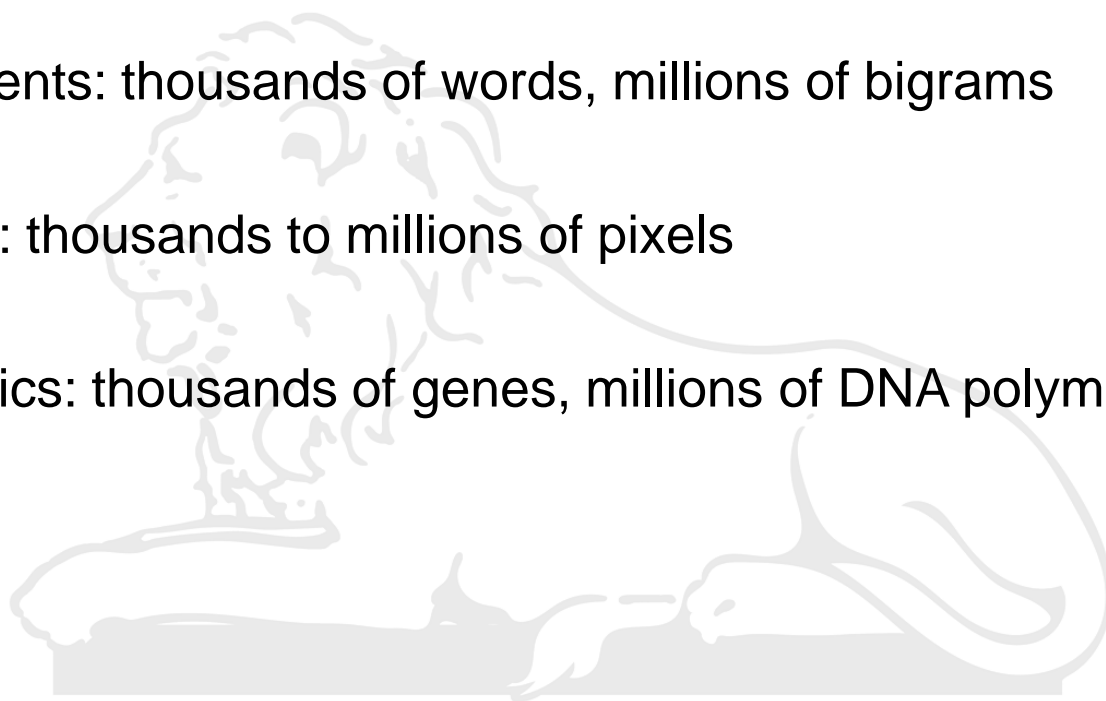 ents: thousands of words, millions of bigrams
: thousands to millions of pixels
ics: thousands of genes, millions of DNA polym